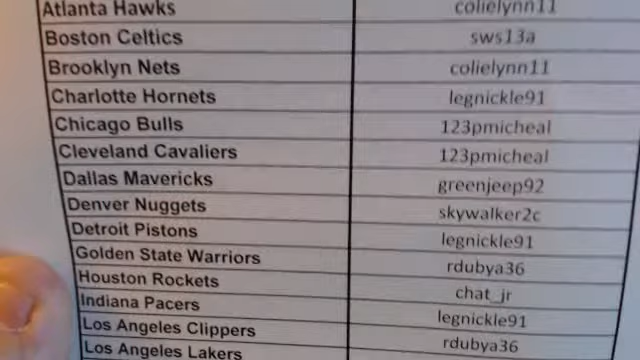 Atlanta Hawks colielynn11
Boston Celtics sws13a
Brooklyn Nets colielynn11
Charlotte Hornets legnickle91
Chicago Bulls 123pmicheal
Cleveland Cavaliers 123pmicheal
Dallas Mavericks greenjeep92
Denver Nuggets skywalker2c
Detroit Pistons legnickle91
Golden State Warriors rdubya36
Houston Rockets chat_jr
Indiana Pacers legnickle91
Los Angeles Clippers rdubya36
Los Angeles Lakers